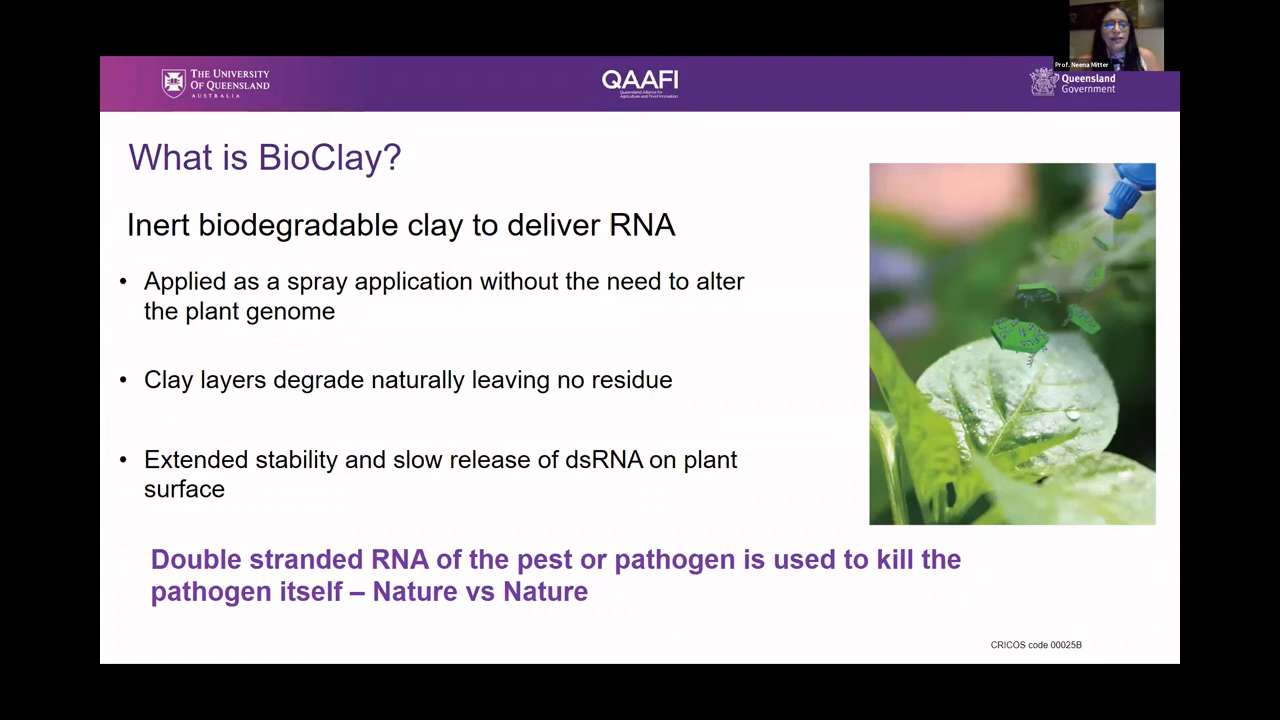 Prof. Neena Mitter
THE UNIVERSITY
OF QUEENSLAND
AUSTRALIA
QAAFI
Queensland Alliance for
Agriculture and Food Innovation
Queensland
Government
What is BioClay?
Inert biodegradable clay to deliver RNA
• Applied as a spray application without the need to alter
the plant genome
• Clay layers degrade naturally leaving no residue
• Extended stability and slow release of dsRNA on plant
surface
Double stranded RNA of the pest or pathogen is used to kill the
pathogen itself – Nature vs Nature
CRICOS code 00025B